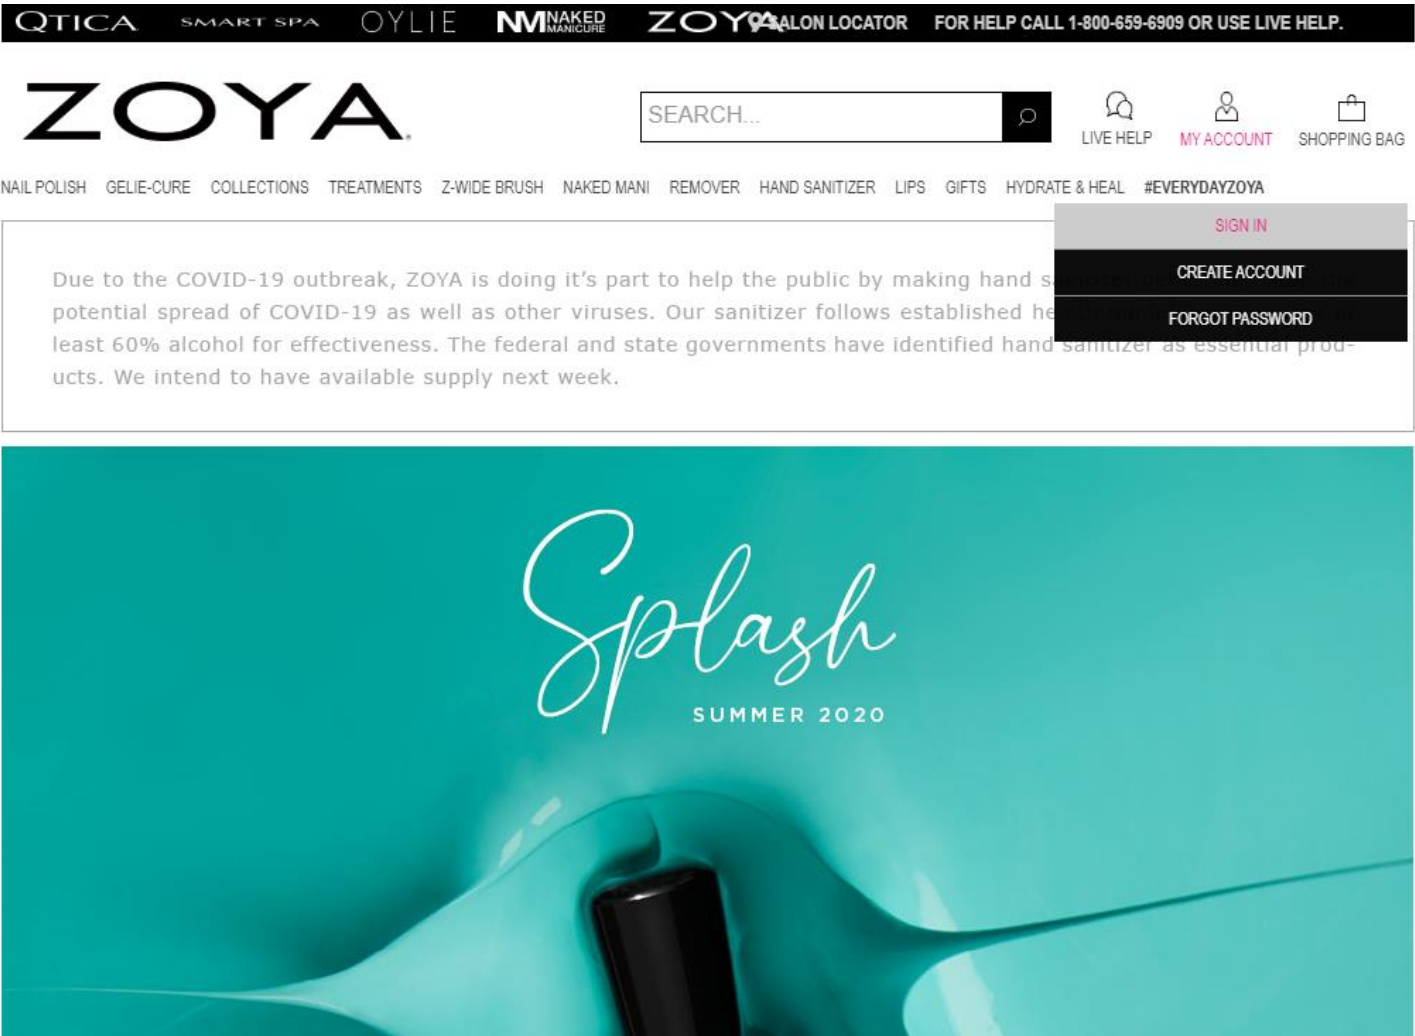 QTICA SMART SPA OYLIE NM NAKED MANICURE ZOYA SALON LOCATOR FOR HELP CALL 1-800-659-6909 OR USE LIVE HELP.
ZOYA
SEARCH...
LIVE HELP MY ACCOUNT SHOPPING BAG
NAIL POLISH GELIE-CURE COLLECTIONS TREATMENTS Z-WIDE BRUSH NAKED MANI REMOVER HAND SANITIZER LIPS GIFTS HYDRATE & HEAL #EVERYDAYZOYA
SIGN IN
CREATE ACCOUNT
FORGOT PASSWORD
Due to the COVID-19 outbreak, ZOYA is doing it's part to help the public by making hand
potential spread of COVID-19 as well as other viruses. Our sanitizer follows established
least 60% alcohol for effectiveness. The federal and state governments have identified hand sanitizer as essential prod-
ucts. We intend to have available supply next week.
Splash
SUMMER 2020